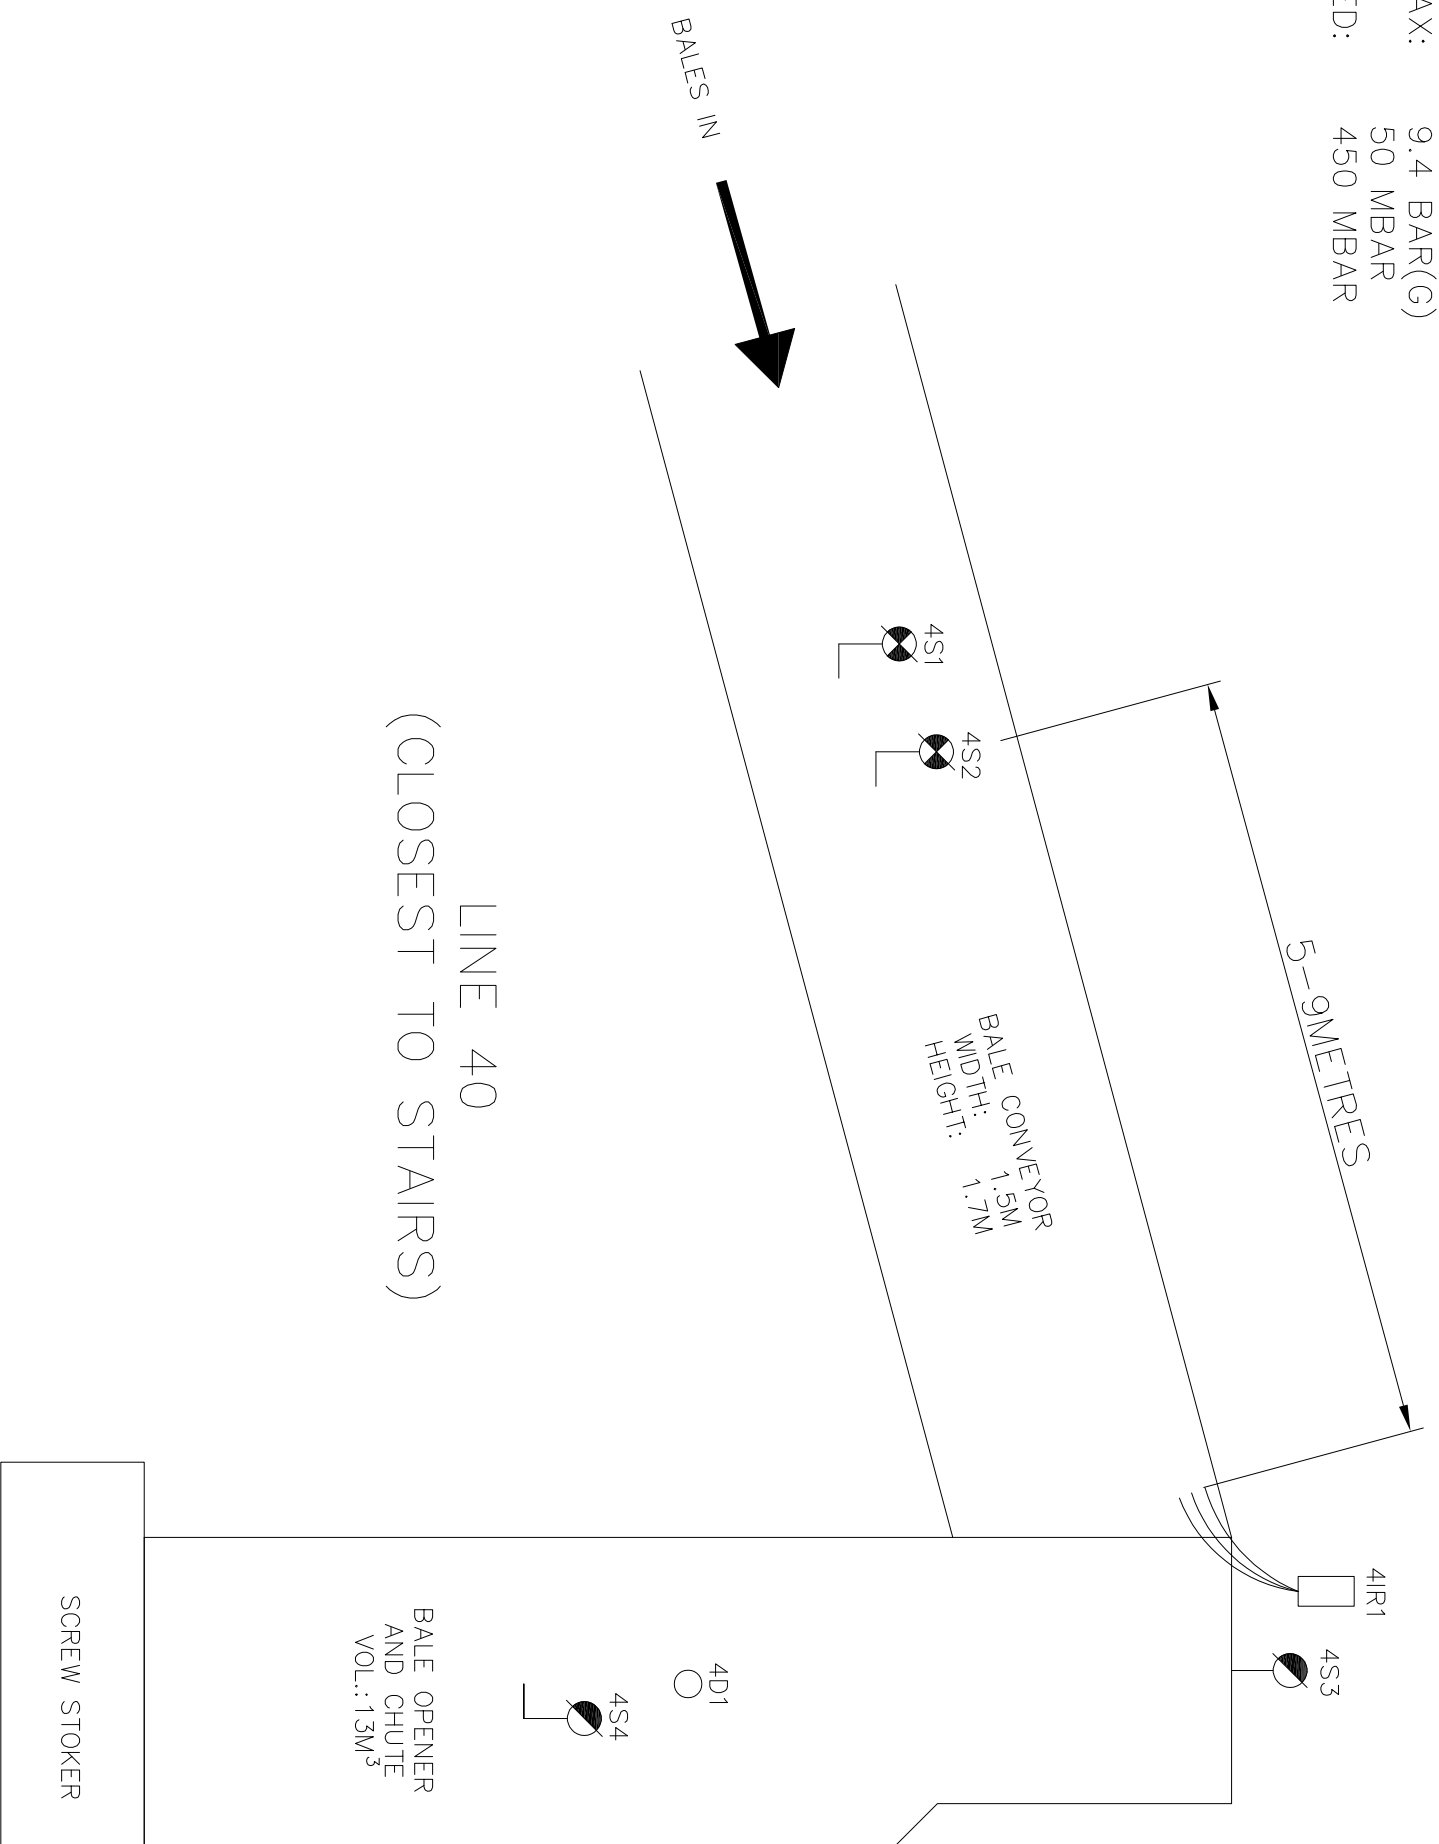 AX: 9.4 BAR(G)
50 MBAR
ED: 450 MBAR
BALES IN
4S1
4S2
5-9METRES
4IR1
4S3
BALE CONVEYOR
WIDTH: 1.5M
HEIGHT: 1.7M
4D1
4S4
LINE 40
(CLOSEST TO STAIRS)
BALE OPENER
AND CHUTE
VOL.: 13M³
SCREW STOKER